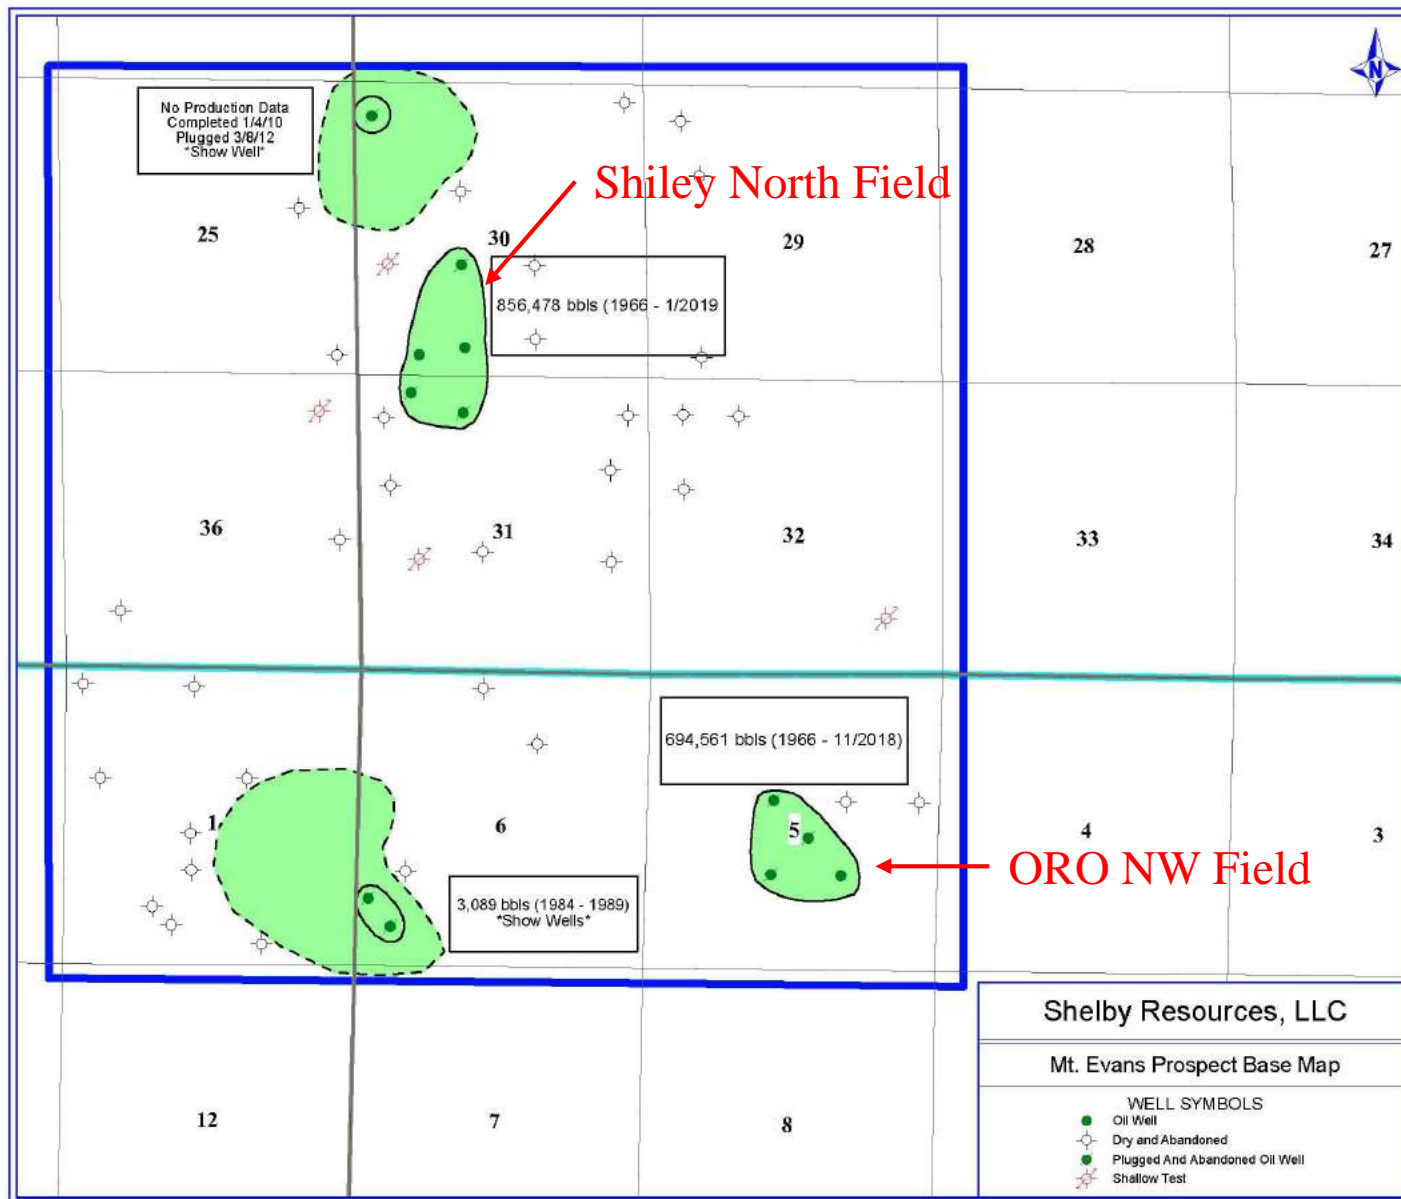 N
No Production Data
Completed 1/4/10
Plugged 3/8/12
*Show Well*
Shiley North Field
25
30
29
28
27
856,478 bbls (1966 - 1/2019
36
31
32
33
34
694,561 bbls (1966 - 11/2018)
1
6
5
4
3
ORO NW Field
3,089 bbls (1984 - 1989)
*Show Wells*
12
7
8
Shelby Resources, LLC
Mt. Evans Prospect Base Map
WELL SYMBOLS
Oil Well
Dry and Abandoned
Plugged And Abandoned Oil Well
Shallow Test